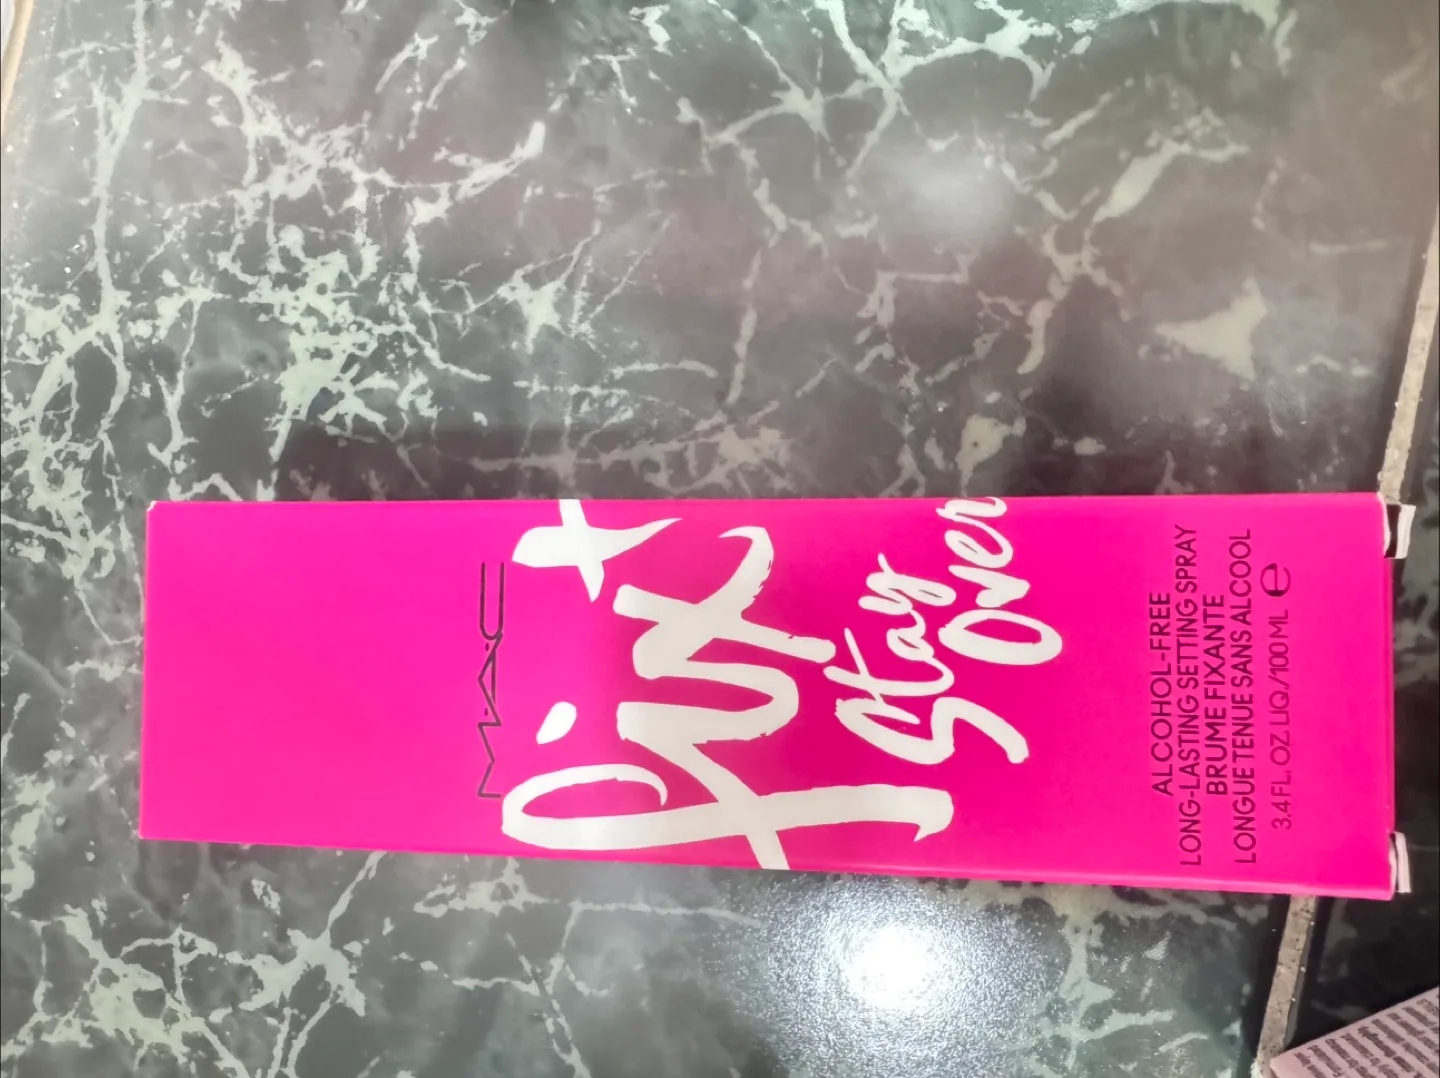 M·A·C
fix+
Stay
Over
ALCOHOL-FREE
LONG-LASTING SETTING SPRAY
BRUME FIXANTE
LONGUE TENUE SANS ALCOOL
3.4 FL. OZ. LIQ./100 ML ℮